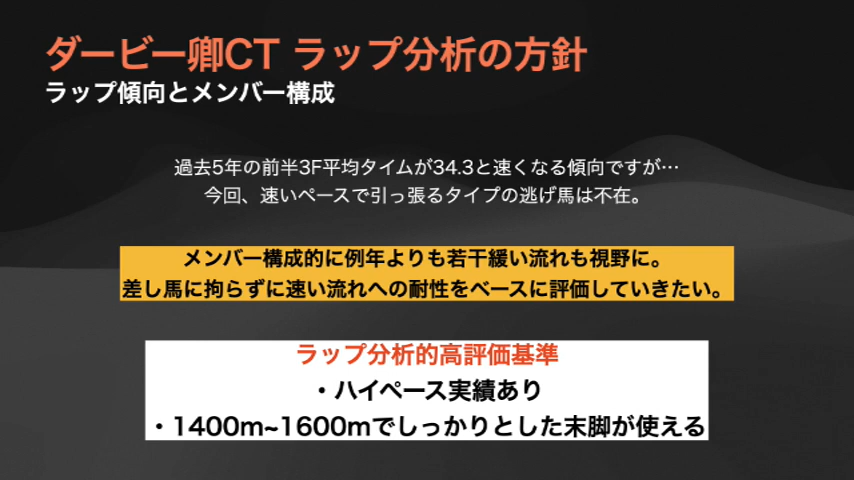 ダービー卿CT ラップ分析の方針
ラップ傾向とメンバー構成
過去5年の前半3F平均タイムが34.3と速くなる傾向ですが…
今回、速いペースで引っ張るタイプの逃げ馬は不在。
メンバー構成的に例年よりも若干緩い流れも視野に。
差し馬に拘らずに速い流れへの耐性をベースに評価していきたい。
ラップ分析的高評価基準
・ハイペース実績あり
・1400m~1600mでしっかりとした末脚が使える